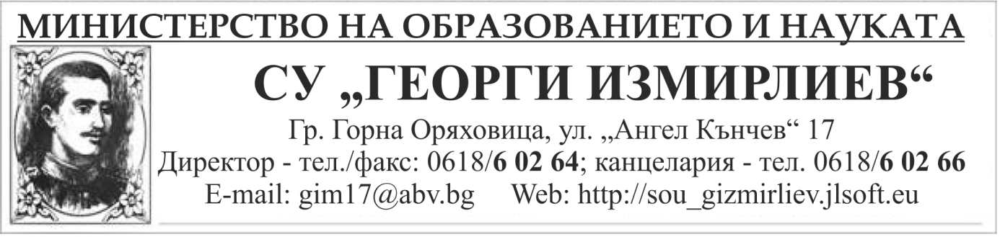 МИНИСТЕРСТВО НА ОБРАЗОВАНИЕТО И НАУКАТА
СУ „ГЕОРГИ ИЗМИРЛИЕВ“
Гр. Горна Оряховица, ул. „Ангел Кънчев“ 17
Директор - тел./факс: 0618/6 02 64; канцелария - тел. 0618/6 02 66
E-mail: gim17@abv.bg Web: http://sou_gizmirliev.jlsoft.eu